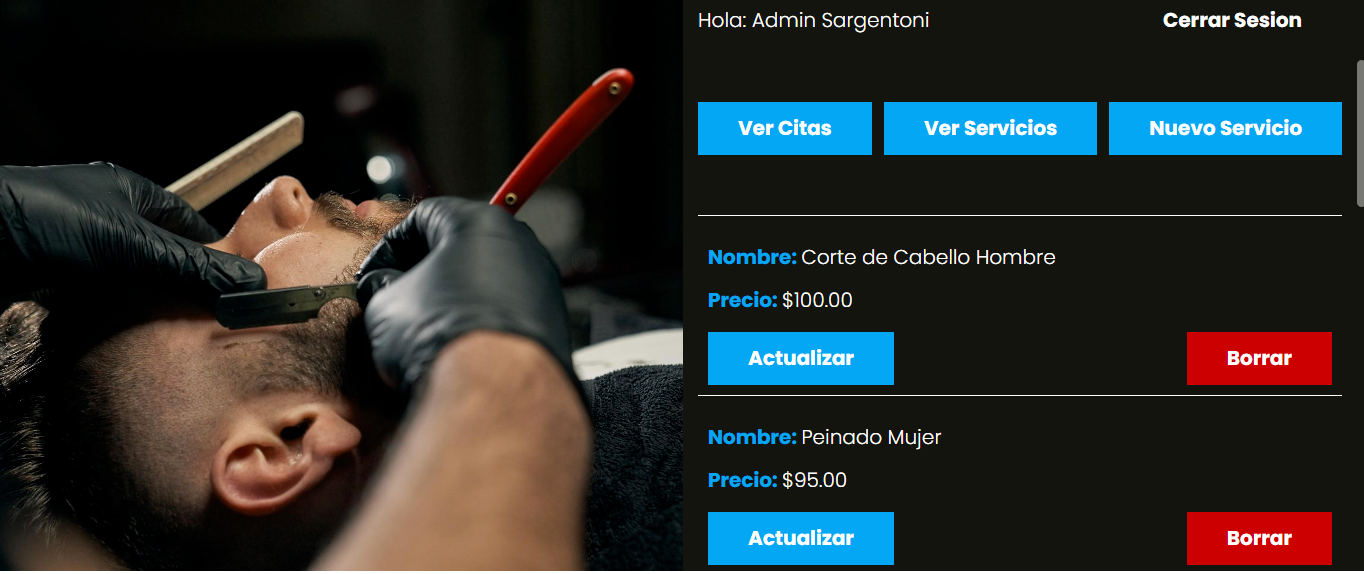 Hola: Admin Sargentoni
Cerrar Sesion
Ver Citas
Ver Servicios
Nuevo Servicio
Nombre: Corte de Cabello Hombre
Precio: $100.00
Actualizar
Borrar
Nombre: Peinado Mujer
Precio: $95.00
Actualizar
Borrar